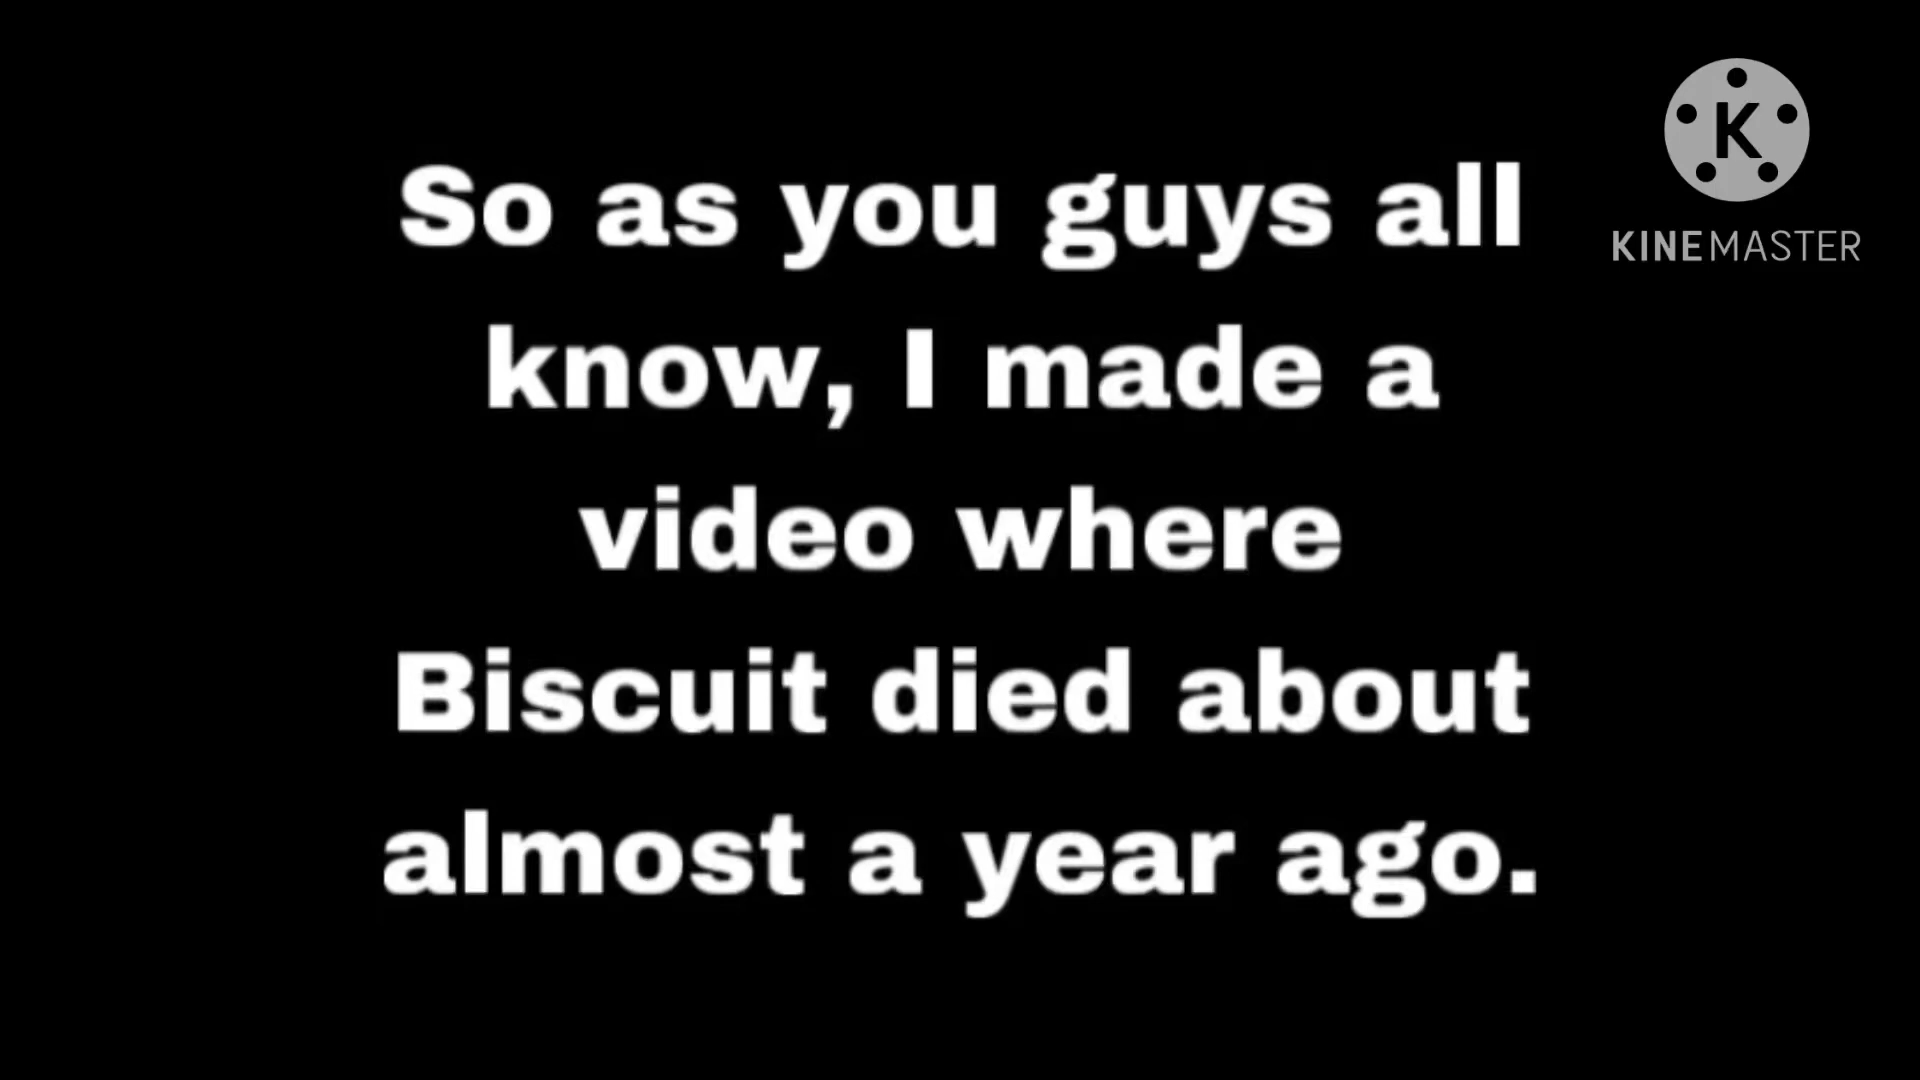 So as you guys all
know, I made a
video where
Biscuit died about
almost a year ago.
K
KINEMASTER